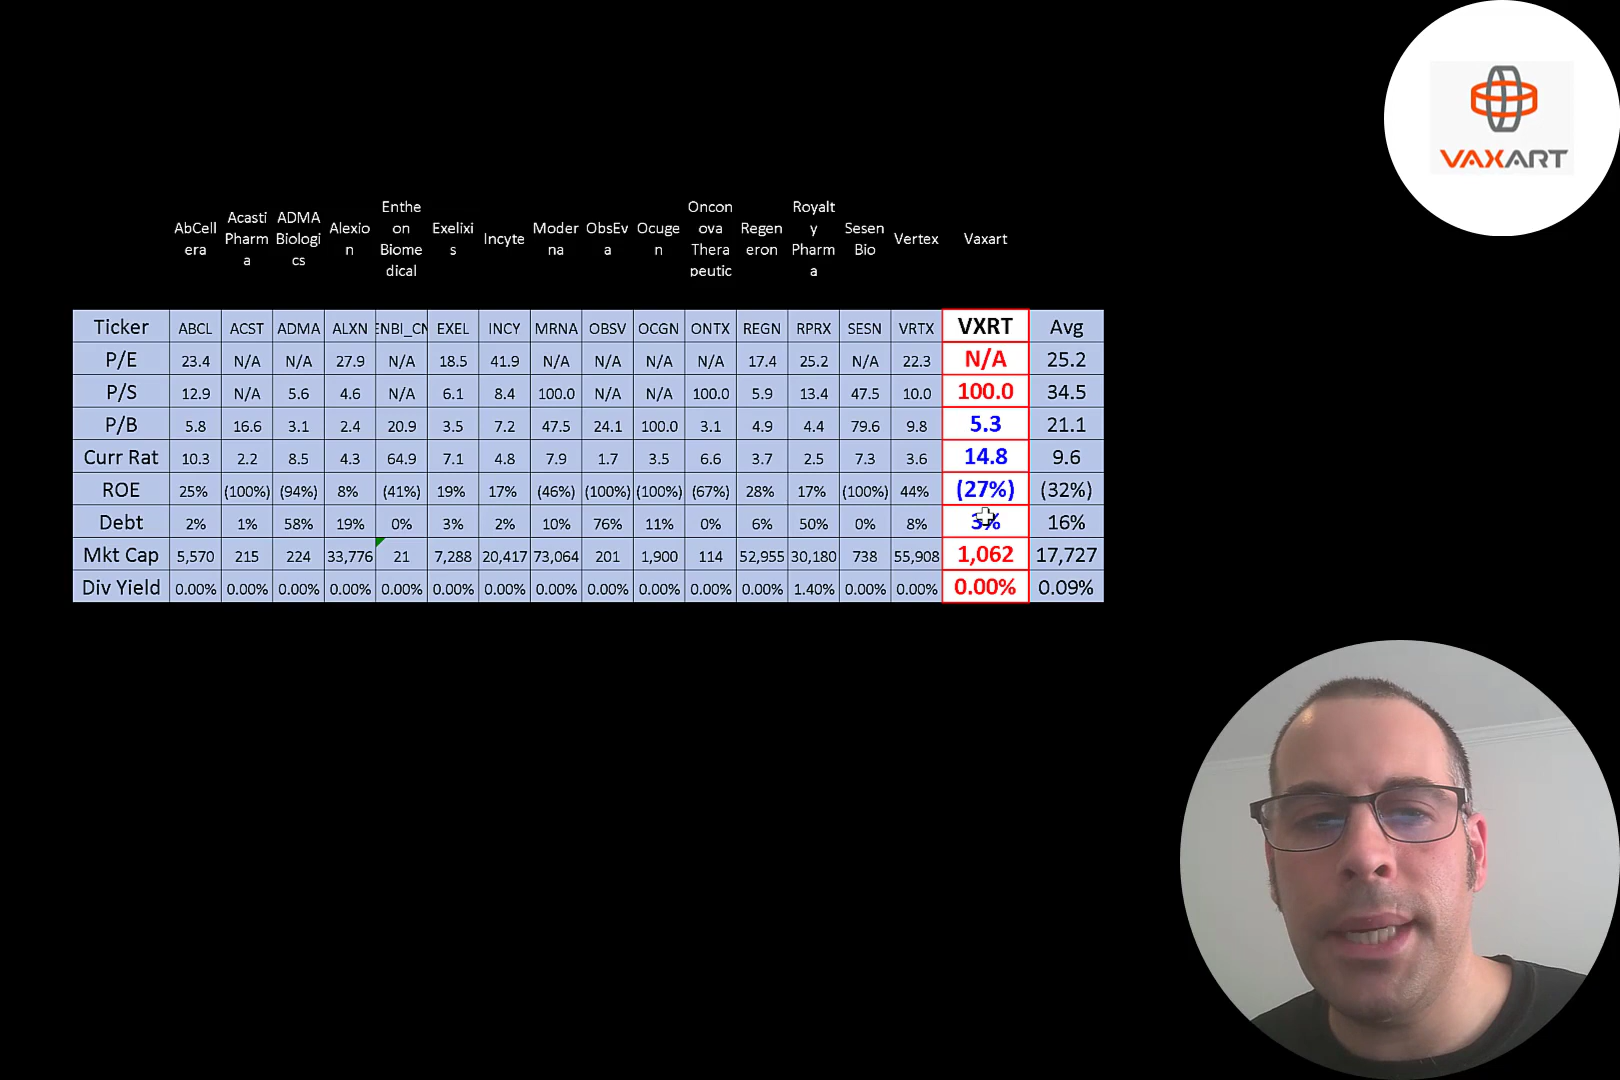 VAXART
AbCell
era
Acasti
Pharm
a
ADMA
Biologi
cs
Alexio
n
Enthe
on
Biome
dical
Exelixi
s
Incyte
Moder
na
ObsEv
a
Ocuge
n
Oncon
ova
Thera
peutic
Regen
eron
Royalt
y
Pharm
a
Sesen
Bio
Vertex
Vaxart
Ticker ABCL ACST ADMA ALXN ENBI_CN EXEL INCY MRNA OBSV OCGN ONTX REGN RPRX SESN VRTX VXRT Avg
P/E 23.4 N/A N/A 27.9 N/A 18.5 41.9 N/A N/A N/A N/A 17.4 25.2 N/A 22.3 N/A 25.2
P/S 12.9 N/A 5.6 4.6 N/A 6.1 8.4 100.0 N/A N/A 100.0 5.9 13.4 47.5 10.0 100.0 34.5
P/B 5.8 16.6 3.1 2.4 20.9 3.5 7.2 47.5 24.1 100.0 3.1 4.9 4.4 79.6 9.8 5.3 21.1
Curr Rat 10.3 2.2 8.5 4.3 64.9 7.1 4.8 7.9 1.7 3.5 6.6 3.7 2.5 7.3 3.6 14.8 9.6
ROE 25% (100%) (94%) 8% (41%) 19% 17% (46%) (100%) (100%) (67%) 28% 17% (100%) 44% (27%) (32%)
Debt 2% 1% 58% 19% 0% 3% 2% 10% 76% 11% 0% 6% 50% 0% 8% 3% 16%
Mkt Cap 5,570 215 224 33,776 21 7,288 20,417 73,064 201 1,900 114 52,955 30,180 738 55,908 1,062 17,727
Div Yield 0.00% 0.00% 0.00% 0.00% 0.00% 0.00% 0.00% 0.00% 0.00% 0.00% 0.00% 0.00% 1.40% 0.00% 0.00% 0.00% 0.09%